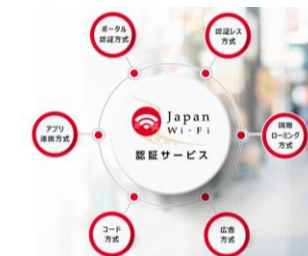 ポータル
認証方式
認証レス
方式
アプリ
連携方式
Japan
Wi-Fi
認証サービス
国際
ローミング
方式
コード
方式
広告
方式